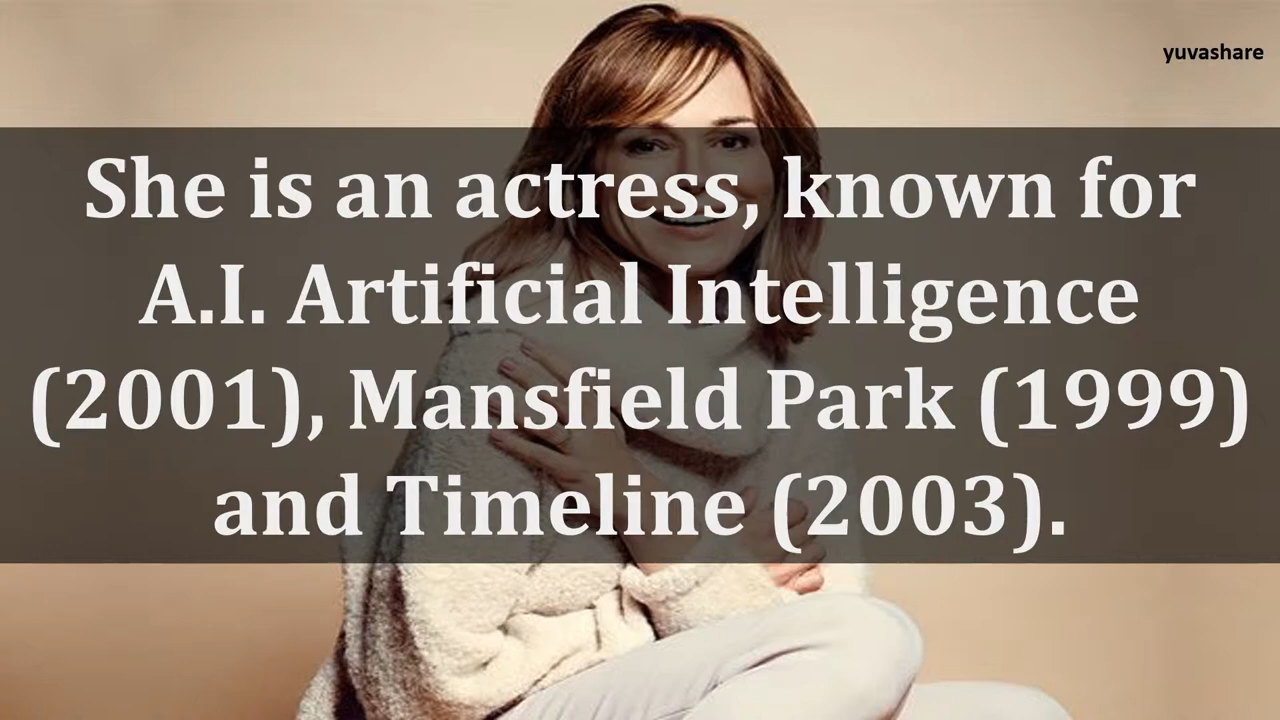 yuvashare
She is an actress, known for
A.I. Artificial Intelligence
(2001), Mansfield Park (1999)
and Timeline (2003).